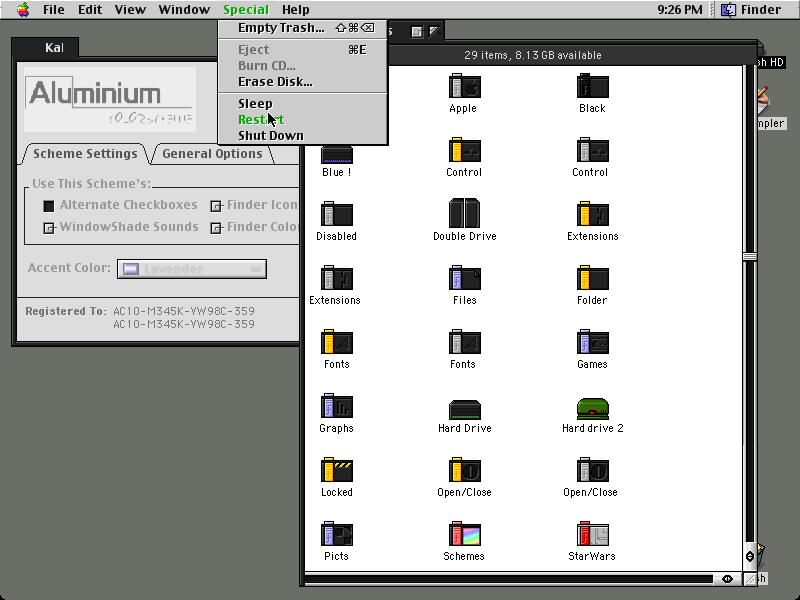 File Edit View Window Special Help 9:26 PM Finder
Empty Trash... ⇧⌘⌫
Eject ⌘E
Burn CD...
Erase Disk...
Sleep
Restart
Shut Down
Kal
Aluminium
Scheme Settings General Options
Use This Scheme's:
Alternate Checkboxes Finder Icon
WindowShade Sounds Finder Colo
Accent Color: Lavender
Registered To: AC10-M345K-YW98C-359
AC10-M345K-YW98C-359
s
29 items, 8.13 GB available
Apple Black
Blue ! Control Control
Disabled Double Drive Extensions
Extensions Files Folder
Fonts Fonts Games
Graphs Hard Drive Hard drive 2
Locked Open/Close Open/Close
Picts Schemes StarWars
sh HD
mpler
sh